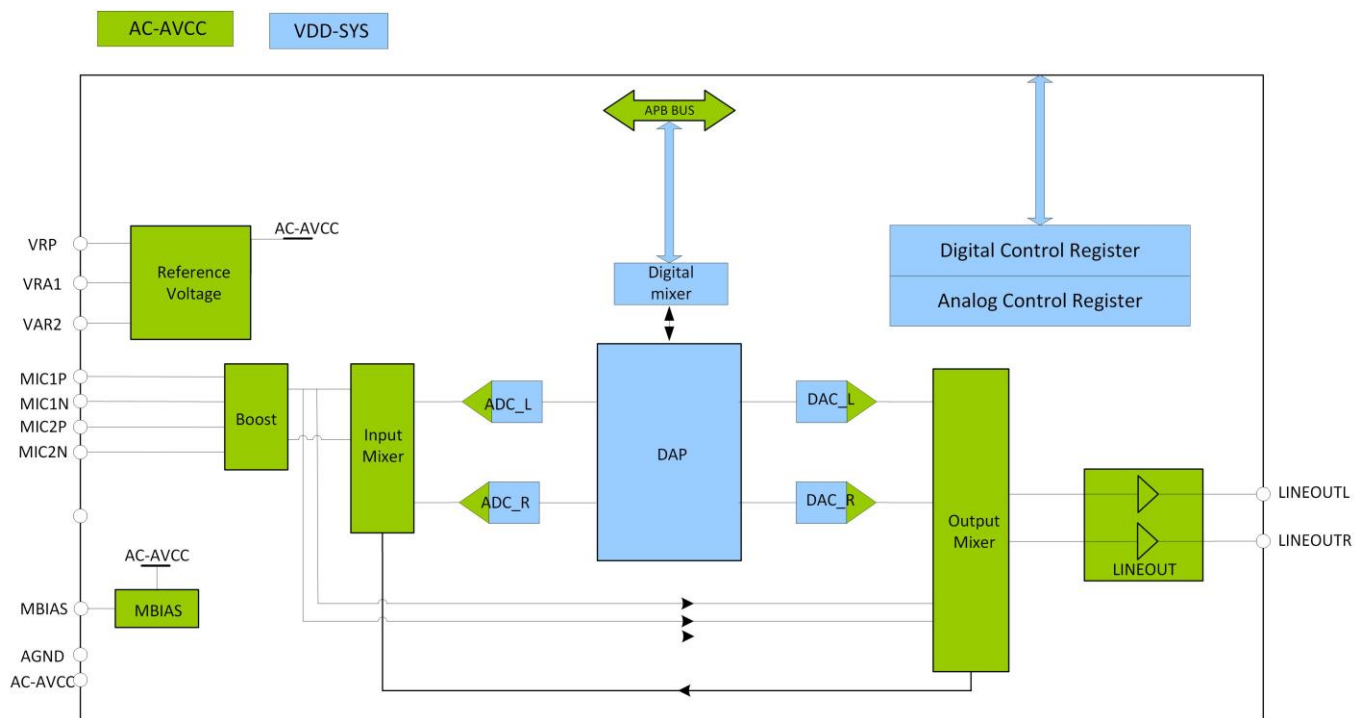 AC-AVCC
VDD-SYS
APB BUS
VRP
VRA1
VAR2
Reference
Voltage
AC-AVCC
Digital
mixer
Digital Control Register
Analog Control Register
MIC1P
MIC1N
MIC2P
MIC2N
Boost
Input
Mixer
ADC_L
ADC_R
DAP
DAC_L
DAC_R
Output
Mixer
LINEOUT
LINEOUTL
LINEOUTR
AC-AVCC
MBIAS
MBIAS
AGND
AC-AVCC